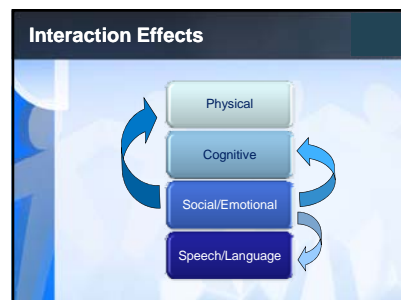 Interaction Effects
Physical
Cognitive
Social/Emotional
Speech/Language